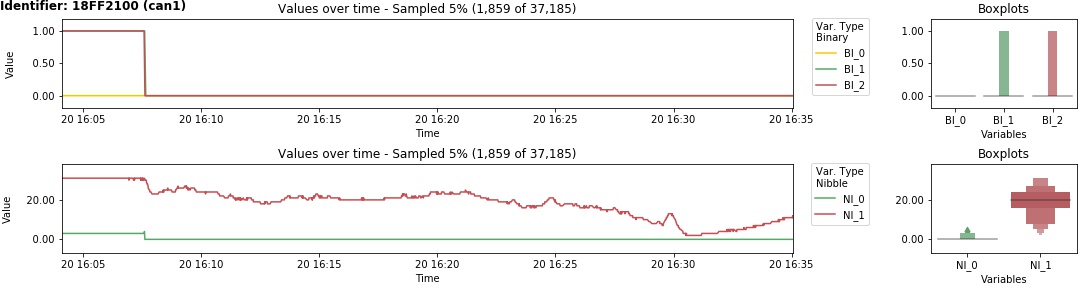 Identifier: 18FF2100 (can1)
Values over time - Sampled 5% (1,859 of 37,185)
Value
1.00
0.50
0.00
20 16:05
20 16:10
20 16:15
20 16:20
20 16:25
20 16:30
20 16:35
Time
Var. Type
Binary
BI_0
BI_1
BI_2
Boxplots
1.00
0.50
0.00
BI_0
BI_1
BI_2
Variables
Values over time - Sampled 5% (1,859 of 37,185)
Value
20.00
0.00
20 16:05
20 16:10
20 16:15
20 16:20
20 16:25
20 16:30
20 16:35
Time
Var. Type
Nibble
NI_0
NI_1
Boxplots
20.00
0.00
NI_0
NI_1
Variables